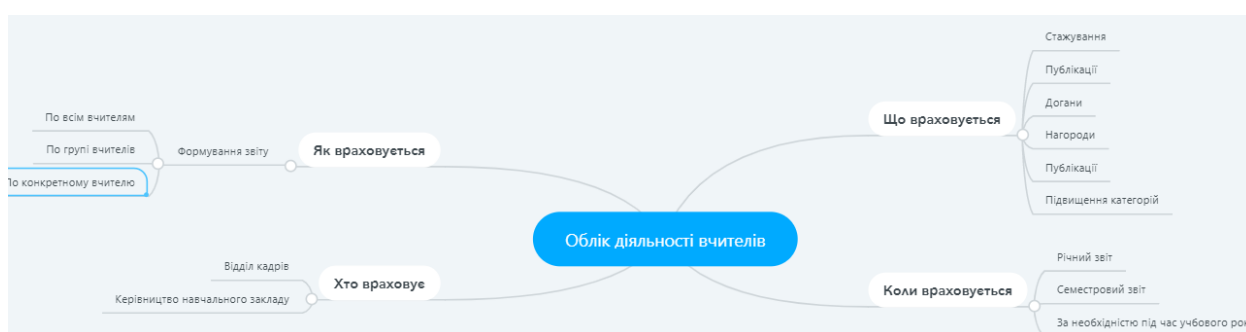 Стажування
Публікації
Догани
Нагороди
Публікації
Підвищення категорій
Що враховується
По всім вчителям
По групі вчителів
По конкретному вчителю
Формування звіту
Як враховується
Облік діяльності вчителів
Відділ кадрів
Керівництво навчального закладу
Хто враховує
Коли враховується
Річний звіт
Семестровий звіт
За необхідністю під час учбового